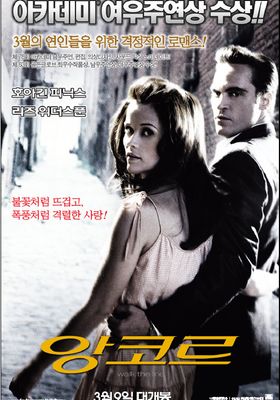 아카데미 여우주연상 수상!!
3월의 연인들을 위한 격정적인 로맨스!
호아킨 피닉스
리즈 위더스푼
불꽃처럼 뜨겁고,
폭풍처럼 격렬한 사랑!
앙코르
walk the line
3월9일 대개봉